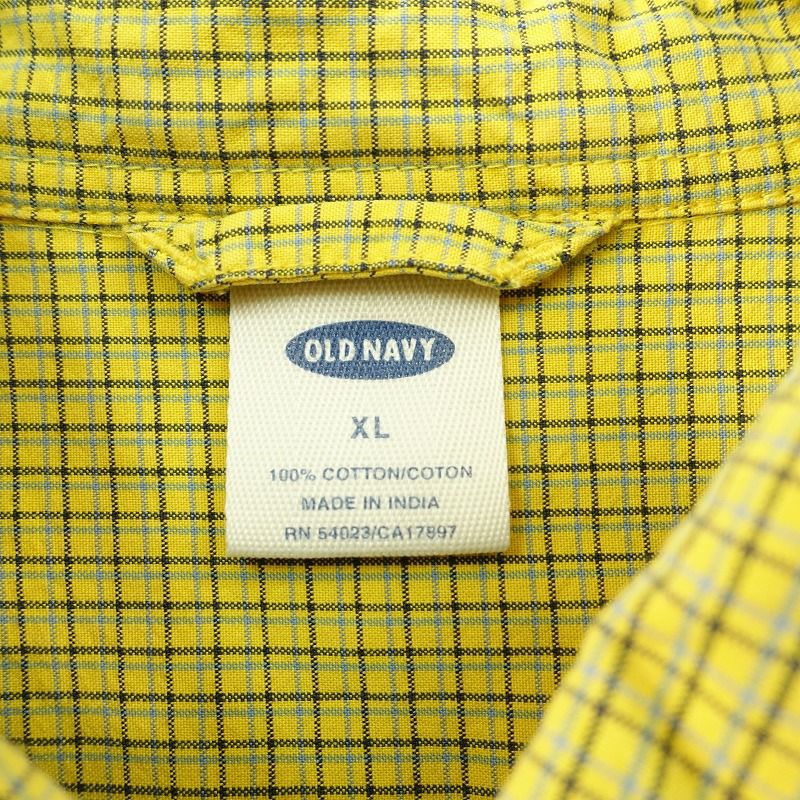 OLD NAVY
XL
100% COTTON/COTON
MADE IN INDIA
RN 54023/CA17897